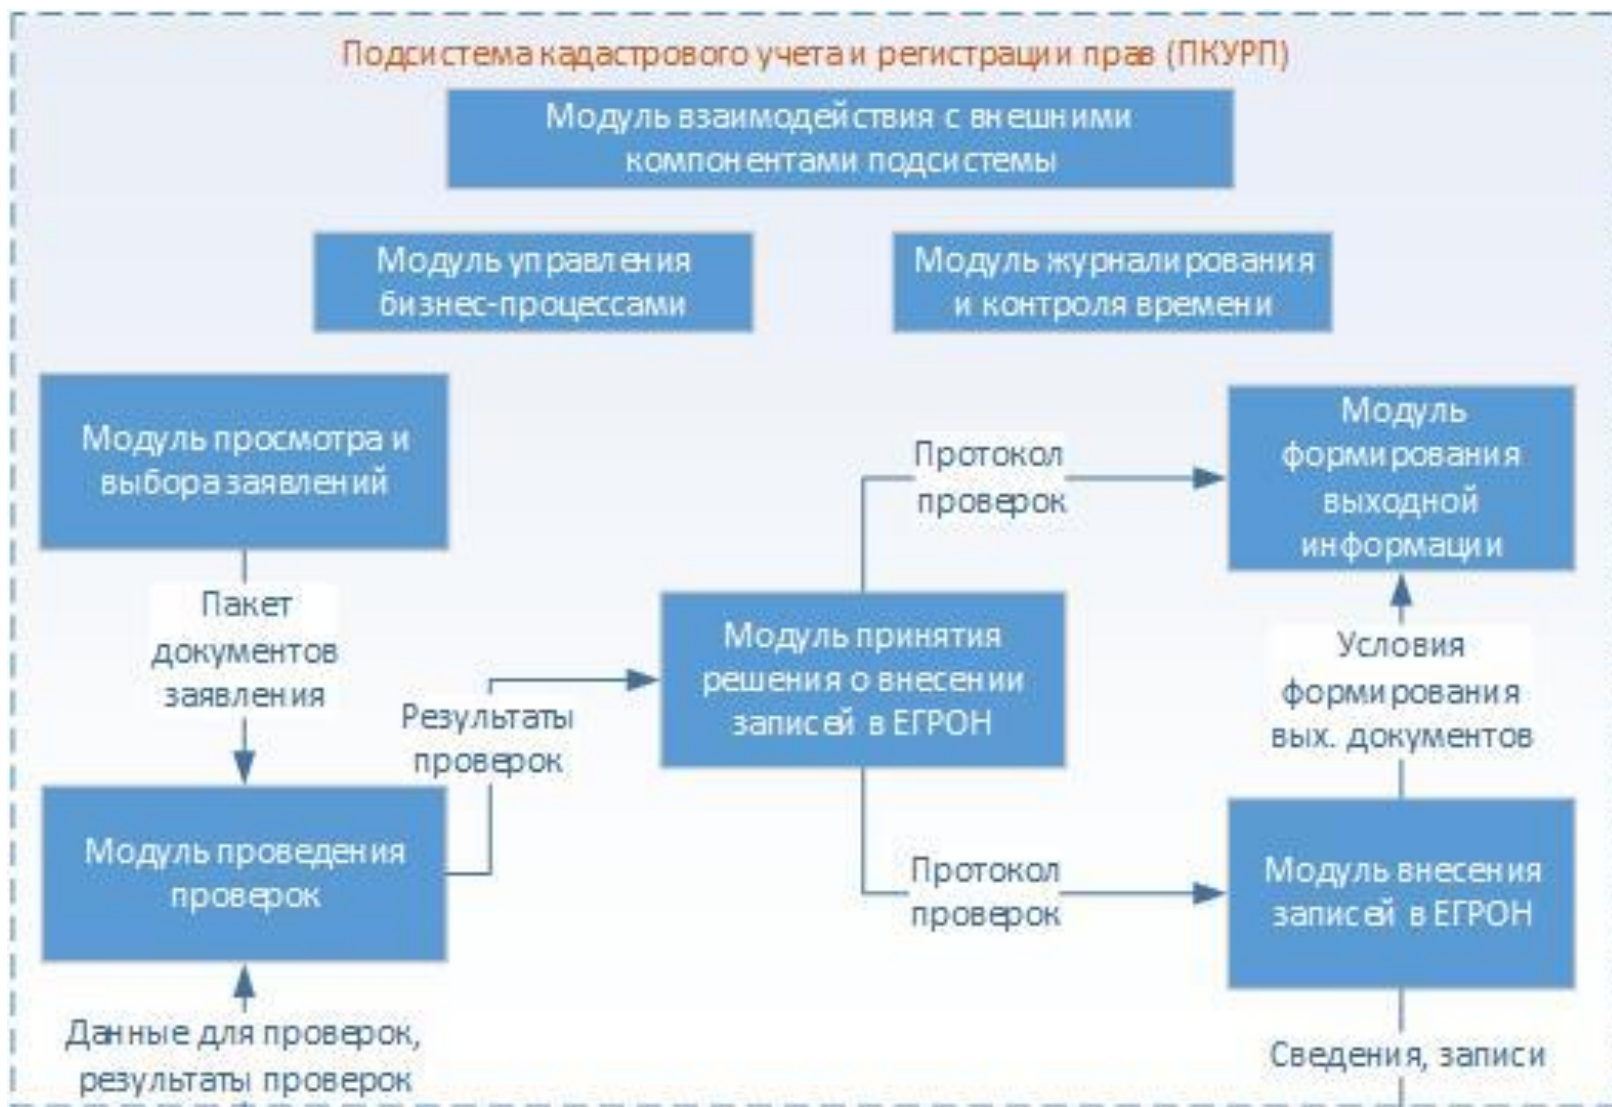 Подсистема кадастрового учета и регистрации прав (ПКУРП)
Модуль взаимодействия с внешними
компонентами подсистемы
Модуль управления
бизнес-процессами
Модуль журналирования
и контроля времени
Модуль просмотра и
выбора заявлений
Протокол
проверок
Модуль
формирования
выходной
информации
Пакет
документов
заявления
Модуль принятия
решения о внесении
записей в ЕГРОН
Условия
формирования
вых. документов
Результаты
проверок
Модуль проведения
проверок
Протокол
проверок
Модуль внесения
записей в ЕГРОН
Данные для проверок,
результаты проверок
Сведения, записи